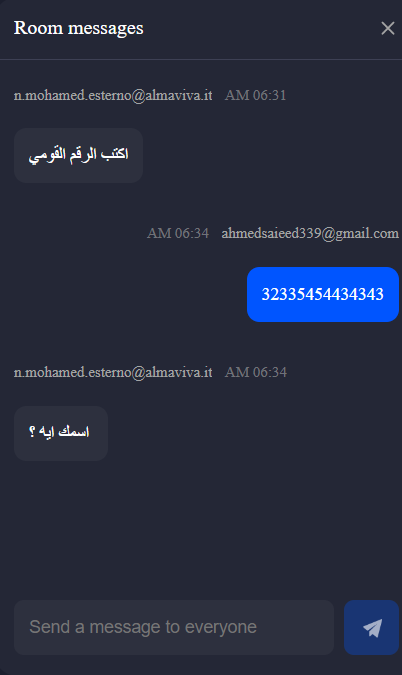 Room messages
n.mohamed.esterno@almaviva.it AM 06:31
اكتب الرقم القومي
AM 06:34 ahmedsaieed339@gmail.com
32335454434343
n.mohamed.esterno@almaviva.it AM 06:34
اسمك ايه ؟
Send a message to everyone